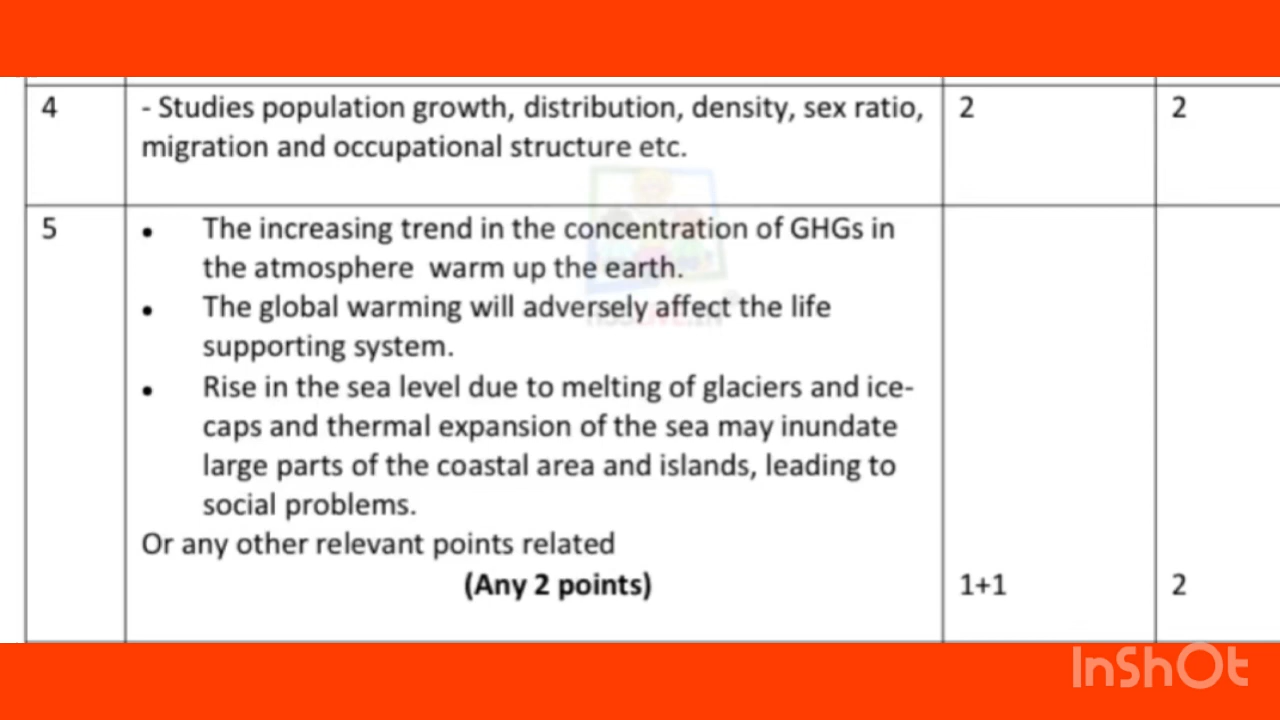 4 - Studies population growth, distribution, density, sex ratio, 2 2
migration and occupational structure etc.
5 • The increasing trend in the concentration of GHGs in
the atmosphere warm up the earth.
• The global warming will adversely affect the life
supporting system.
• Rise in the sea level due to melting of glaciers and ice-
caps and thermal expansion of the sea may inundate
large parts of the coastal area and islands, leading to
social problems.
Or any other relevant points related
(Any 2 points) 1+1 2
InShOt